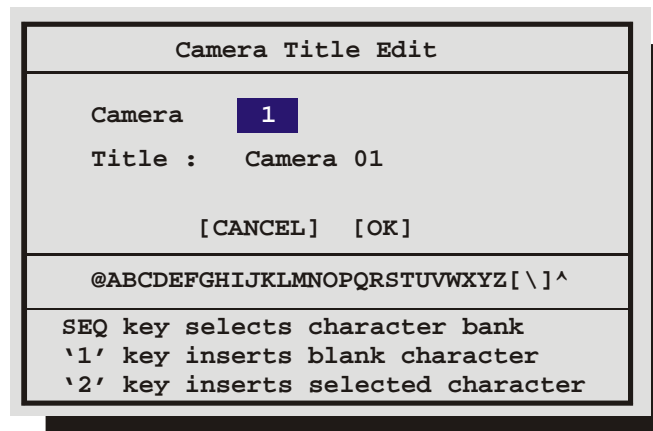 Camera Title Edit
Camera 1
Title : Camera 01
[CANCEL] [OK]
@ABCDEFGHIJKLMNOPQRSTUVWXYZ[\]^
SEQ key selects character bank
‘1’ key inserts blank character
‘2’ key inserts selected character